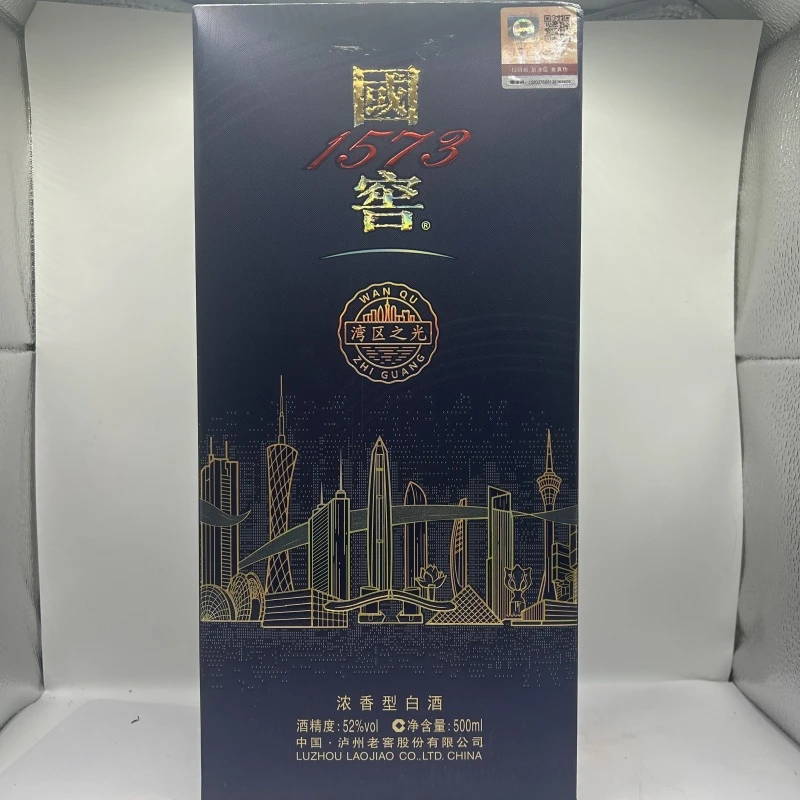 國
1573
窖®
WAN QU
湾区之光
ZHI GUANG
浓香型白酒
酒精度:52%vol 净含量:500ml
中国·泸州老窖股份有限公司
LUZHOU LAOJIAO CO.,LTD. CHINA